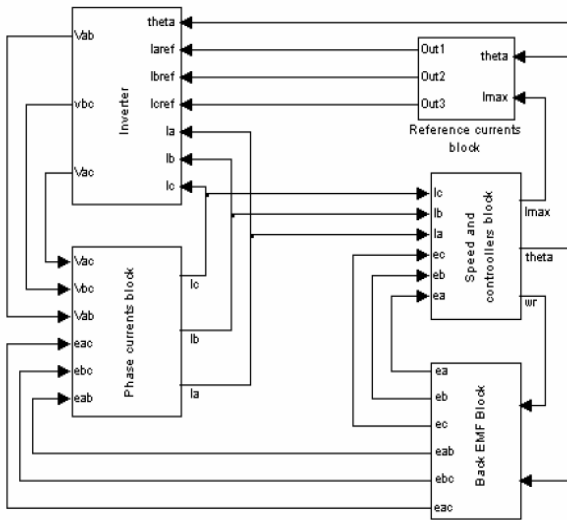 Inverter
Vab
vbc
Vac
theta
Iaref
Ibref
Icref
Ia
Ib
Ic
Out1
Out2
Out3
theta
Imax
Reference currents
block
Phase currents block
Vac
Vbc
Vab
eac
ebc
eab
Ic
Ib
Ia
Speed and
controollers block
Ic
Ib
Ia
ec
eb
ea
Imax
theta
wr
Back EMF Block
ea
eb
ec
eab
ebc
eac